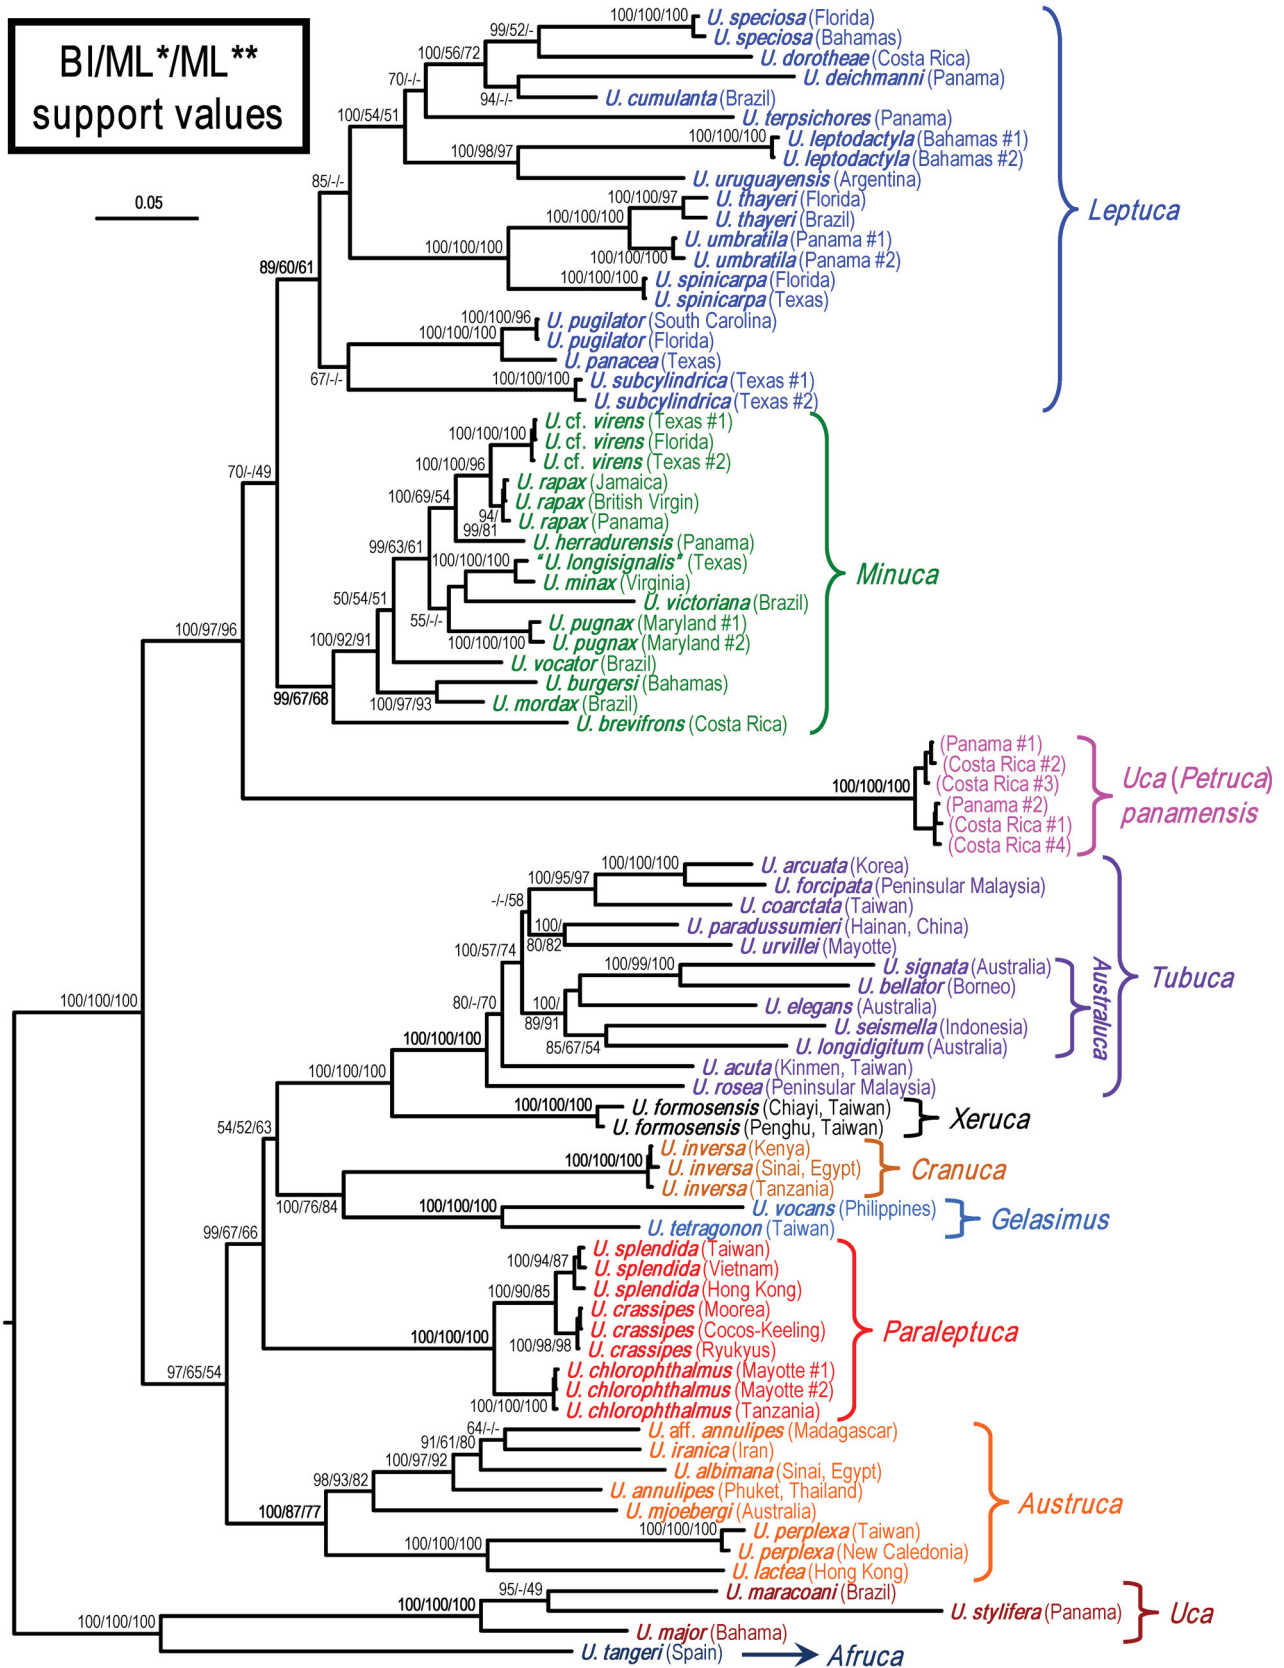 BI/ML*/ML**
support values
0.05
100/100/100
U. speciosa (Florida)
99/52/-
U. speciosa (Bahamas)
100/56/72
U. dorotheae (Costa Rica)
70/-/-
U. deichmanni (Panama)
94/-/-
U. cumulanta (Brazil)
100/54/51
U. terpsichores (Panama)
100/100/100
U. leptodactyla (Bahamas #1)
100/98/97
U. leptodactyla (Bahamas #2)
85/-/-
U. uruguayensis (Argentina)
100/100/97
U. thayeri (Florida)
100/100/100
U. thayeri (Brazil)
Leptuca
100/100/100
U. umbratila (Panama #1)
100/100/100
U. umbratila (Panama #2)
89/60/61
100/100/100
U. spinicarpa (Florida)
U. spinicarpa (Texas)
100/100/96
U. pugilator (South Carolina)
100/100/100
U. pugilator (Florida)
U. panacea (Texas)
67/-/-
100/100/100
U. subcylindrica (Texas #1)
U. subcylindrica (Texas #2)
U. cf. virens (Texas #1)
100/100/100
U. cf. virens (Florida)
70/-/49
100/100/96
U. cf. virens (Texas #2)
U. rapax (Jamaica)
100/69/54
U. rapax (British Virgin)
94/
99/81
U. rapax (Panama)
U. herradurensis (Panama)
99/63/61
100/100/100
"U. longisignalis" (Texas)
U. minax (Virginia)
Minuca
50/54/51
U. victoriana (Brazil)
55/-/-
U. pugnax (Maryland #1)
100/97/96
100/92/91
100/100/100
U. pugnax (Maryland #2)
U. vocator (Brazil)
99/67/68
U. burgersi (Bahamas)
100/97/93
U. mordax (Brazil)
U. brevifrons (Costa Rica)
(Panama #1)
(Costa Rica #2)
100/100/100
(Costa Rica #3)
Uca (Petruca)
panamensis
(Panama #2)
(Costa Rica #1)
(Costa Rica #4)
100/100/100
U. arcuata (Korea)
100/95/97
U. forcipata (Peninsular Malaysia)
-/-/58
U. coarctata (Taiwan)
100/
80/82
U. paradussumieri (Hainan, China)
100/57/74
U. urvillei (Mayotte)
100/99/100
U. signata (Australia)
U. bellator (Borneo)
Tubuca
100/100/100
80/-/70
100/
89/91
U. elegans (Australia)
Australuca
U. seismella (Indonesia)
100/100/100
85/67/54
U. longidigitum (Australia)
U. acuta (Kinmen, Taiwan)
100/100/100
U. rosea (Peninsular Malaysia)
100/100/100
U. formosensis (Chiayi, Taiwan)
U. formosensis (Penghu, Taiwan)
Xeruca
54/52/63
U. inversa (Kenya)
100/100/100
U. inversa (Sinai, Egypt)
Cranuca
U. inversa (Tanzania)
100/76/84
100/100/100
U. vocans (Philippines)
U. tetragonon (Taiwan)
Gelasimus
99/67/66
U. splendida (Taiwan)
100/94/87
U. splendida (Vietnam)
100/90/85
U. splendida (Hong Kong)
U. crassipes (Moorea)
100/100/100
U. crassipes (Cocos-Keeling)
Paraleptuca
100/98/98
U. crassipes (Ryukyus)
97/65/54
U. chlorophthalmus (Mayotte #1)
U. chlorophthalmus (Mayotte #2)
100/100/100
U. chlorophthalmus (Tanzania)
64/-/-
U. aff. annulipes (Madagascar)
91/61/80
U. iranica (Iran)
100/97/92
U. albimana (Sinai, Egypt)
98/93/82
U. annulipes (Phuket, Thailand)
100/87/77
U. mjoebergi (Australia)
Austruca
100/100/100
U. perplexa (Taiwan)
100/100/100
U. perplexa (New Caledonia)
U. lactea (Hong Kong)
95/-/49
U. maracoani (Brazil)
100/100/100
U. stylifera (Panama)
Uca
100/100/100
U. major (Bahama)
U. tangeri (Spain)
Afruca